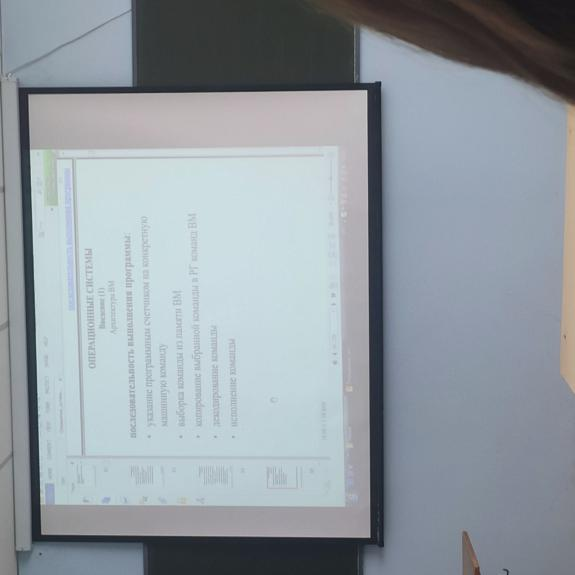 ОПЕРАЦИОННЫЕ СИСТЕМЫ
Введение (1)
Архитектура ВМ
последовательность выполнения программы:
• указание программным счетчиком на конкретную
машинную команду
• выборка команды из памяти ВМ
• копирование выбранной команды в РГ команд ВМ
• декодирование команды
• исполнение команды